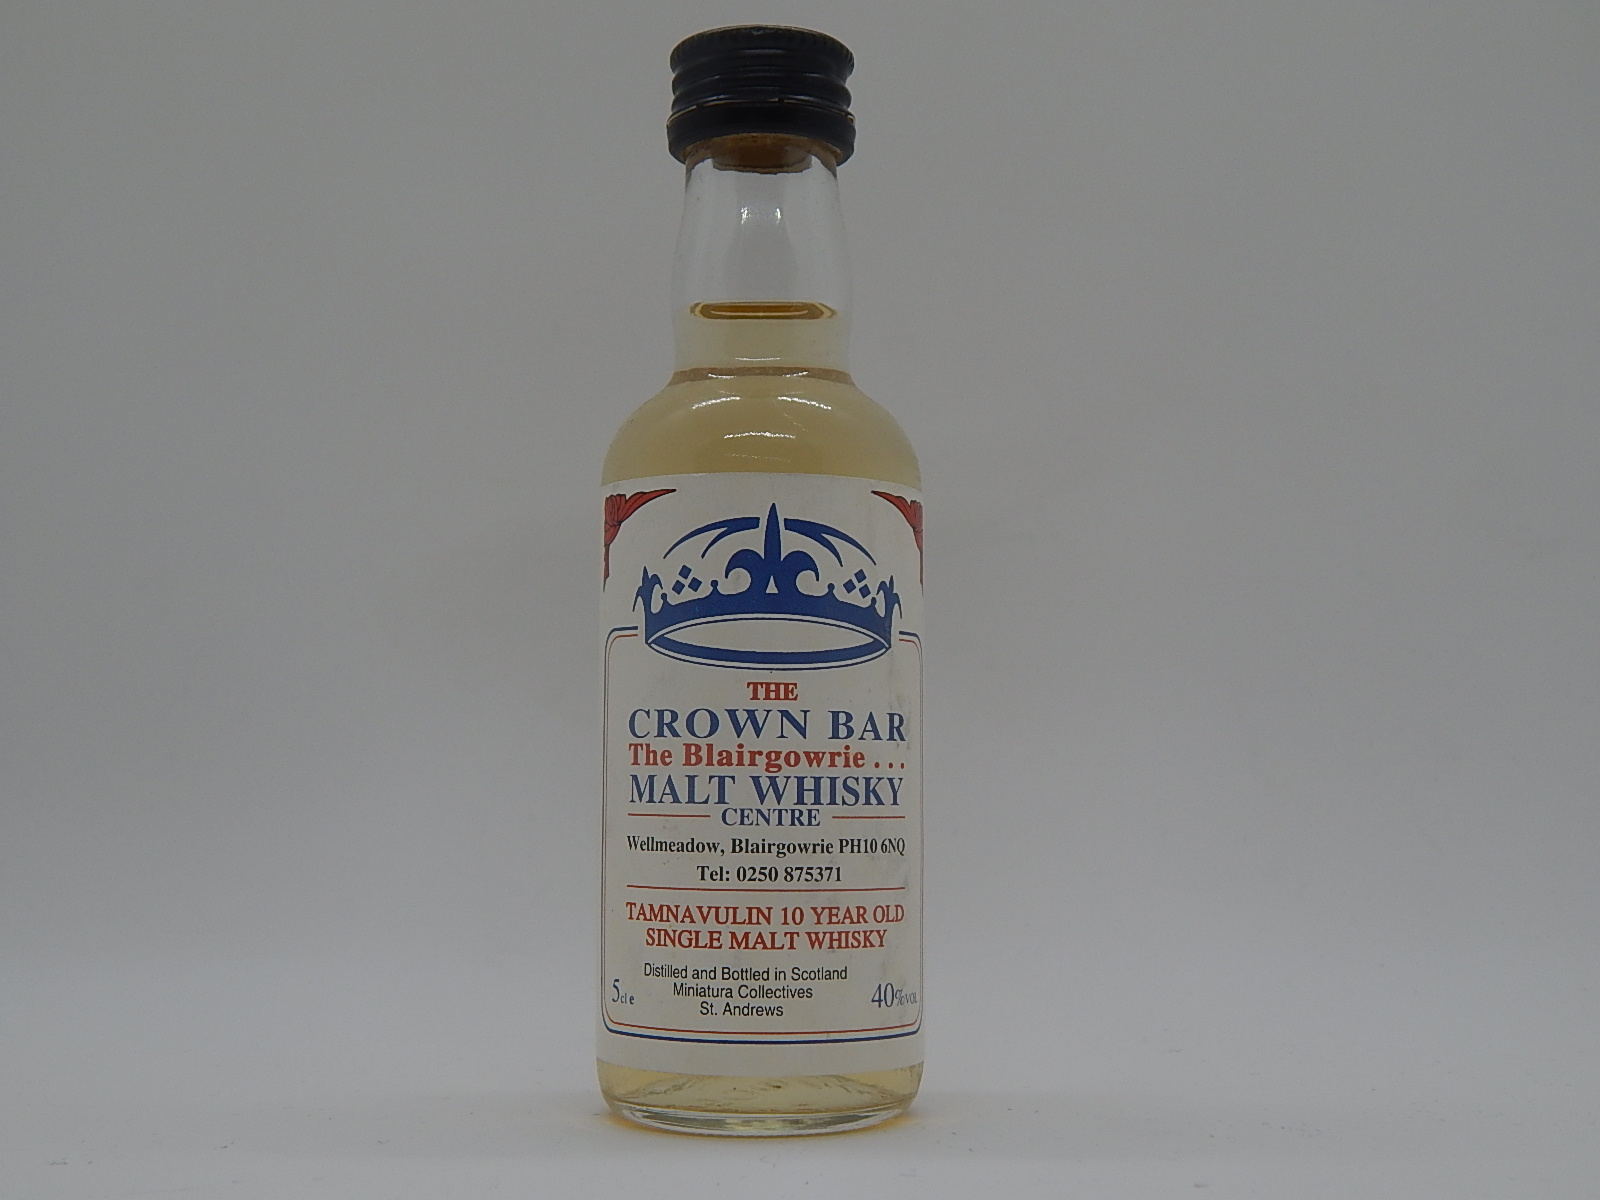 THE
CROWN BAR
The Blairgowrie ...
MALT WHISKY
CENTRE
Wellmeadow, Blairgowrie PH10 6NQ
Tel: 0250 875371
TAMNAVULIN 10 YEAR OLD
SINGLE MALT WHISKY
Distilled and Bottled in Scotland
Miniatura Collectives
St. Andrews
5cl e
40%VOL